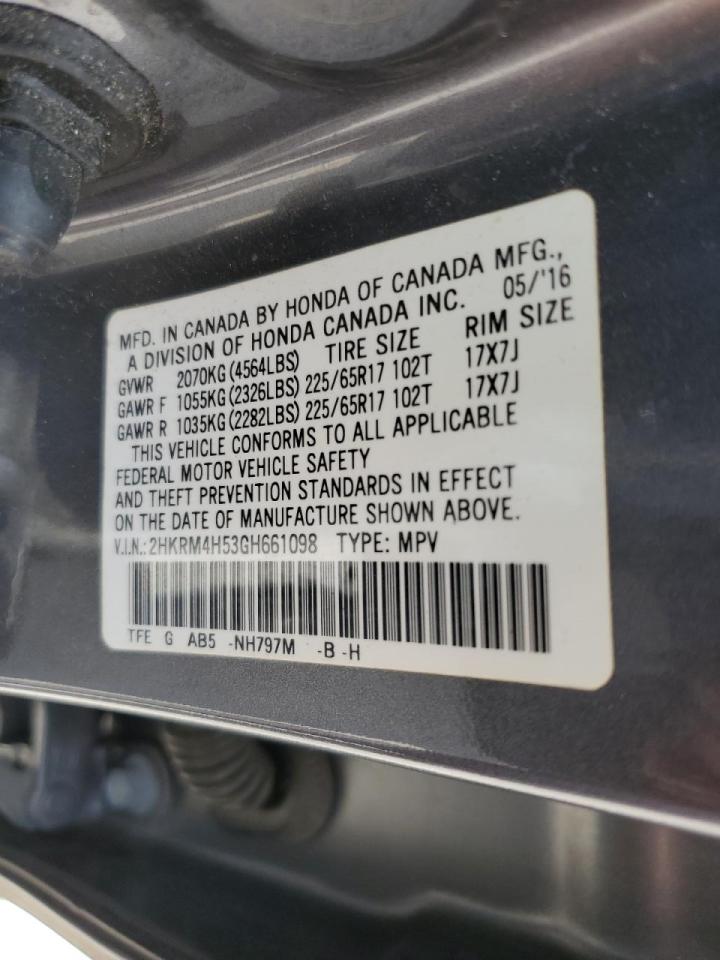 MFD. IN CANADA BY HONDA OF CANADA MFG.,
A DIVISION OF HONDA CANADA INC. 05/'16
GVWR 2070KG(4564LBS) TIRE SIZE RIM SIZE
GAWR F 1055KG(2326LBS) 225/65R17 102T 17X7J
GAWR R 1035KG(2282LBS) 225/65R17 102T 17X7J
THIS VEHICLE CONFORMS TO ALL APPLICABLE
FEDERAL MOTOR VEHICLE SAFETY
AND THEFT PREVENTION STANDARDS IN EFFECT
ON THE DATE OF MANUFACTURE SHOWN ABOVE.
V.I.N.:2HKRM4H53GH661098 TYPE: MPV
TFE G AB5 -NH797M -B -H